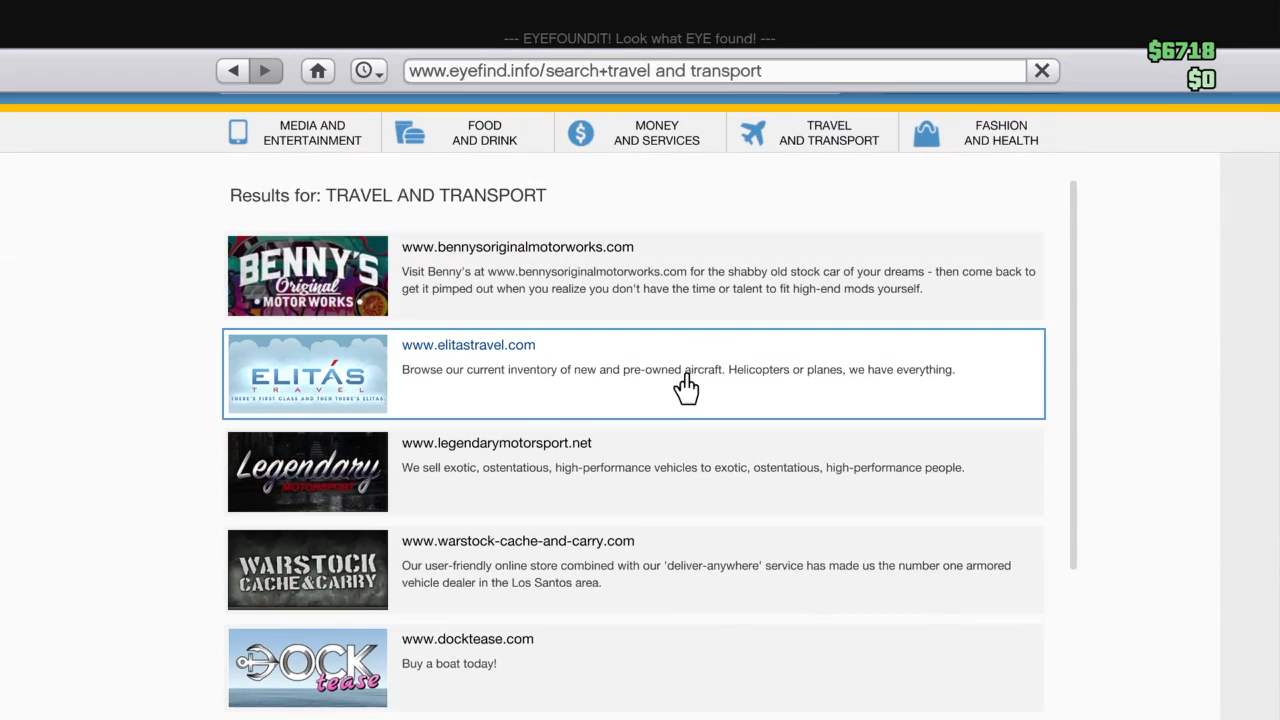 --- EYEFOUNDIT! Look what EYE found! ---
$6718
www.eyefind.info/search+travel and transport
$0
MEDIA AND
ENTERTAINMENT
FOOD
AND DRINK
MONEY
AND SERVICES
TRAVEL
AND TRANSPORT
FASHION
AND HEALTH
Results for: TRAVEL AND TRANSPORT
BENNY'S
Original
• MOTOR WORKS •
www.bennysoriginalmotorworks.com
Visit Benny's at www.bennysoriginalmotorworks.com for the shabby old stock car of your dreams - then come back to
get it pimped out when you realize you don't have the time or talent to fit high-end mods yourself.
ELITÁS
TRAVEL
THERE'S FIRST CLASS AND THEN THERE'S ELITAS
www.elitastravel.com
Browse our current inventory of new and pre-owned aircraft. Helicopters or planes, we have everything.
Legendary
MOTORSPORT
www.legendarymotorsport.net
We sell exotic, ostentatious, high-performance vehicles to exotic, ostentatious, high-performance people.
WARSTOCK
CACHE&CARRY
www.warstock-cache-and-carry.com
Our user-friendly online store combined with our 'deliver-anywhere' service has made us the number one armored
vehicle dealer in the Los Santos area.
DOCK
tease
www.docktease.com
Buy a boat today!